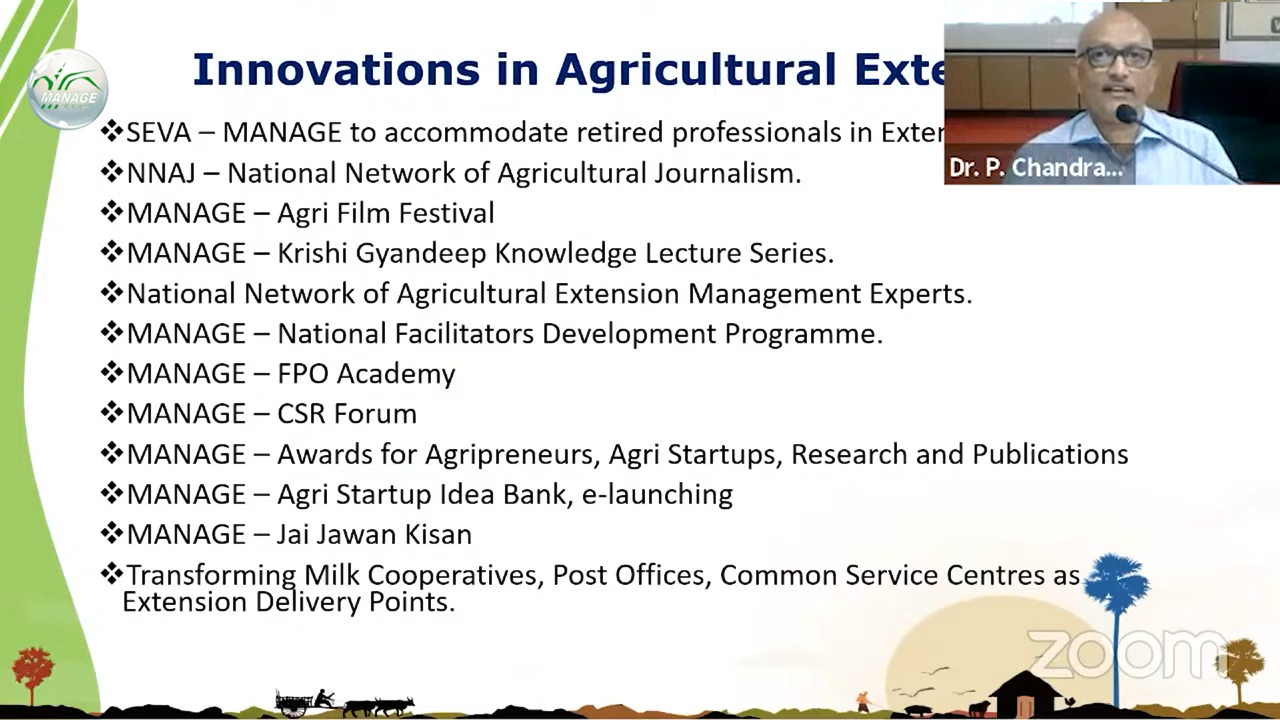 Innovations in Agricultural Exte
MANAGE
❖SEVA – MANAGE to accommodate retired professionals in Exten
❖NNAJ – National Network of Agricultural Journalism.
❖MANAGE – Agri Film Festival
❖MANAGE – Krishi Gyandeep Knowledge Lecture Series.
❖National Network of Agricultural Extension Management Experts.
❖MANAGE – National Facilitators Development Programme.
❖MANAGE – FPO Academy
❖MANAGE – CSR Forum
❖MANAGE – Awards for Agripreneurs, Agri Startups, Research and Publications
❖MANAGE – Agri Startup Idea Bank, e-launching
❖MANAGE – Jai Jawan Kisan
❖Transforming Milk Cooperatives, Post Offices, Common Service Centres as
Extension Delivery Points.
Dr. P. Chandra...
zoom